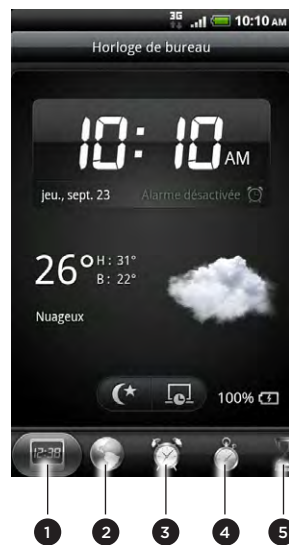 3G 10:10 AM
Horloge de bureau
10:10 AM
jeu., sept. 23 Alarme désactivée
26° H : 31°
B : 22°
Nuageux
100%
12:38
1 2 3 4 5